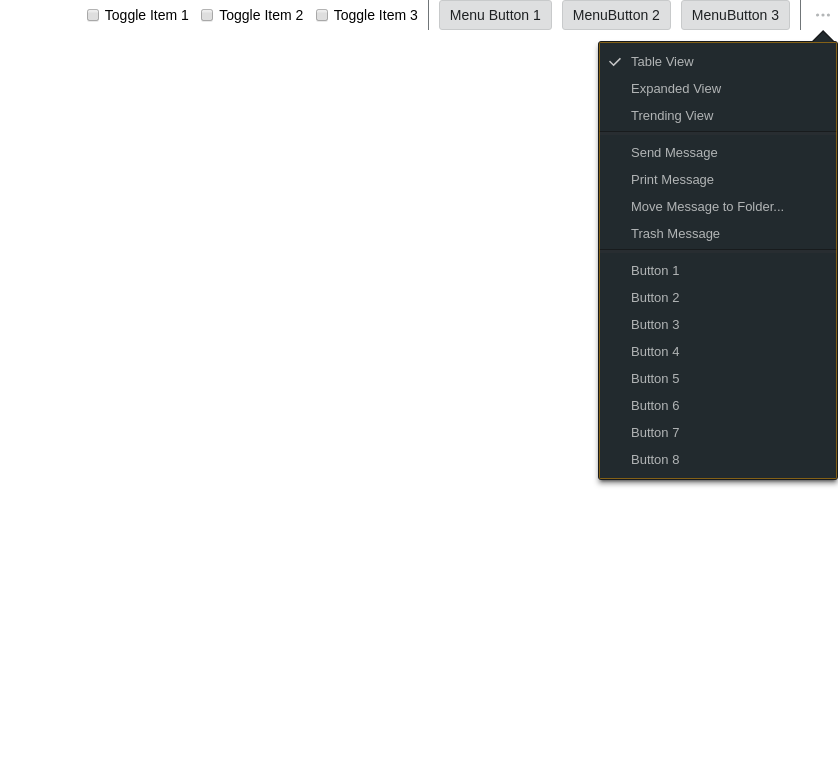 Toggle Item 1 Toggle Item 2 Toggle Item 3 Menu Button 1 MenuButton 2 MenuButton 3
Table View
Expanded View
Trending View
Send Message
Print Message
Move Message to Folder...
Trash Message
Button 1
Button 2
Button 3
Button 4
Button 5
Button 6
Button 7
Button 8